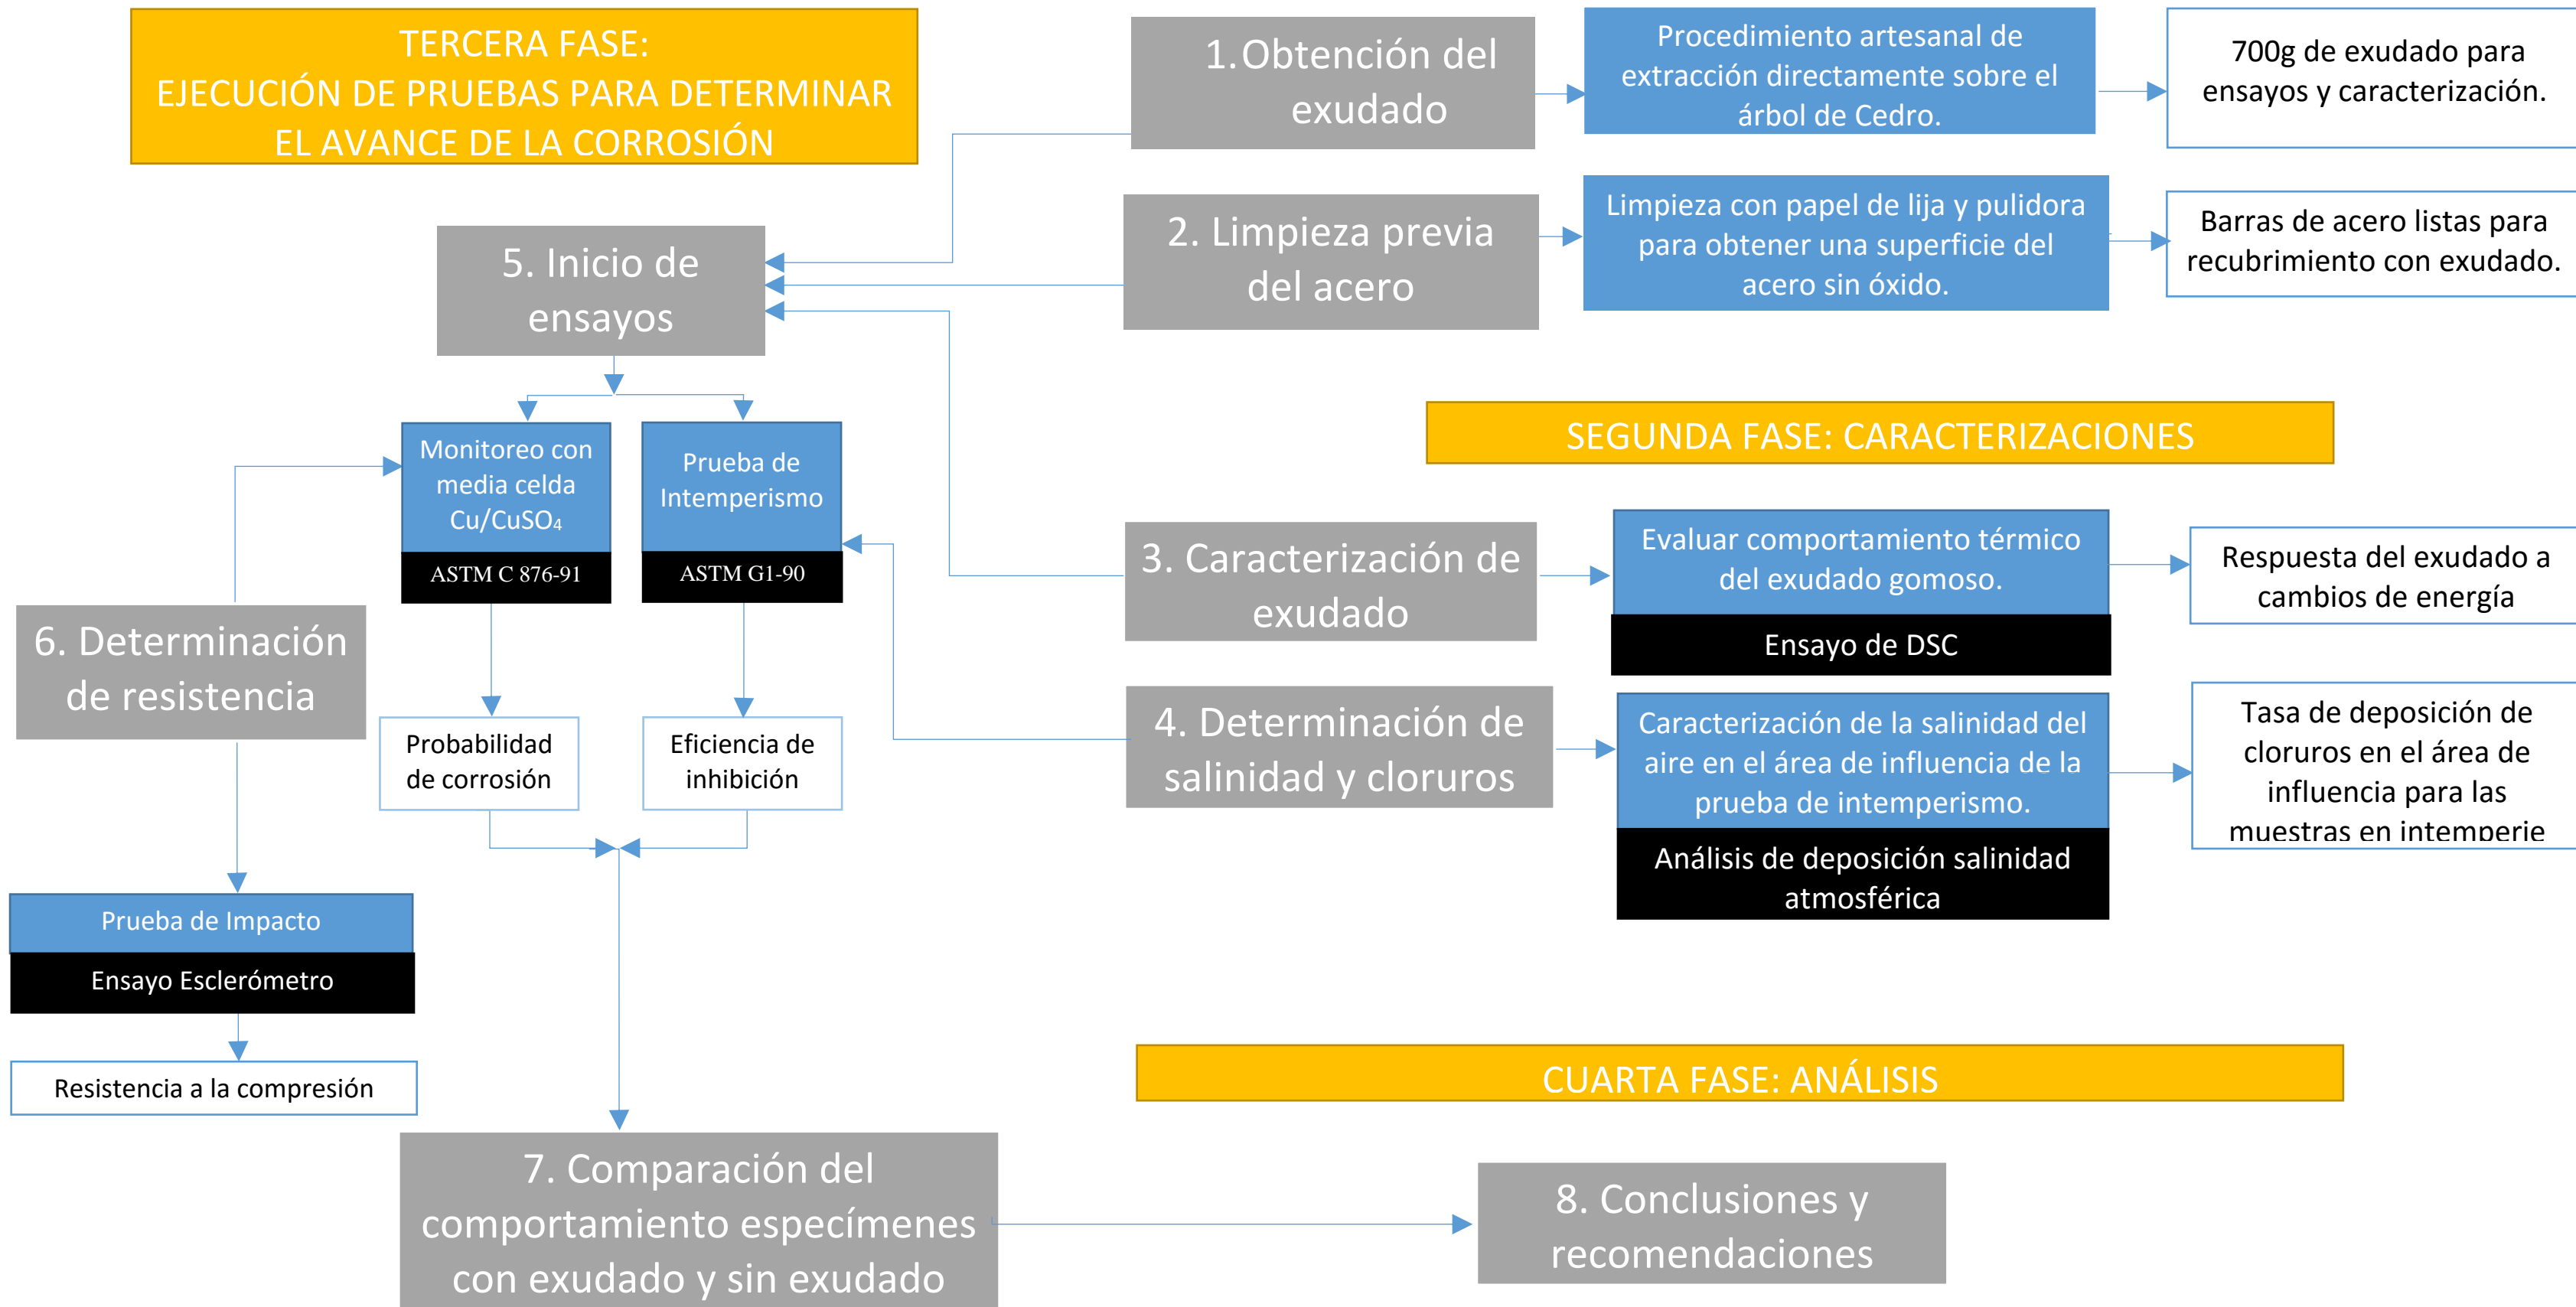 TERCERA FASE:
EJECUCIÓN DE PRUEBAS PARA DETERMINAR
EL AVANCE DE LA CORROSIÓN
1.Obtención del
exudado
Procedimiento artesanal de
extracción directamente sobre el
árbol de Cedro.
700g de exudado para
ensayos y caracterización.
2. Limpieza previa
del acero
Limpieza con papel de lija y pulidora
para obtener una superficie del
acero sin óxido.
Barras de acero listas para
recubrimiento con exudado.
5. Inicio de
ensayos
SEGUNDA FASE: CARACTERIZACIONES
Monitoreo con
media celda
Cu/CuSO₄
ASTM C 876-91
Prueba de
Intemperismo
ASTM G1-90
3. Caracterización de
exudado
Evaluar comportamiento térmico
del exudado gomoso.
Ensayo de DSC
Respuesta del exudado a
cambios de energía
6. Determinación
de resistencia
Probabilidad
de corrosión
Eficiencia de
inhibición
4. Determinación de
salinidad y cloruros
Caracterización de la salinidad del
aire en el área de influencia de la
prueba de intemperismo.
Análisis de deposición salinidad
atmosférica
Tasa de deposición de
cloruros en el área de
influencia para las
muestras en intemperie
Prueba de Impacto
Ensayo Esclerómetro
Resistencia a la compresión
CUARTA FASE: ANÁLISIS
7. Comparación del
comportamiento especímenes
con exudado y sin exudado
8. Conclusiones y
recomendaciones